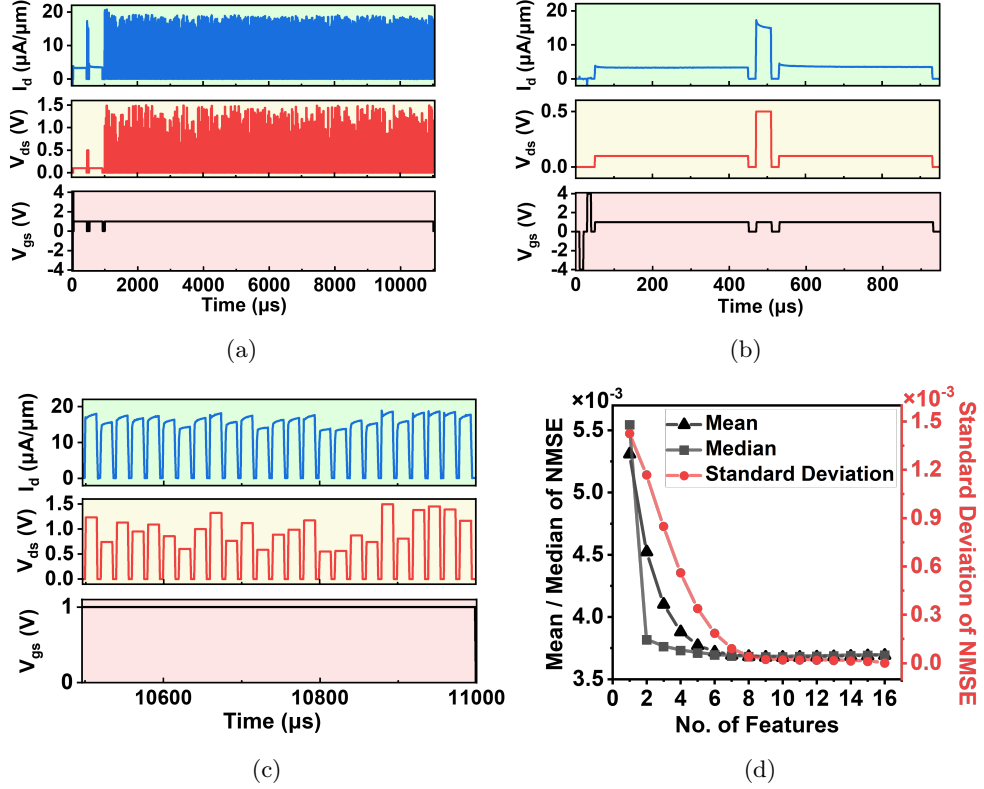 I_d (μA/μm)
20
10
0
V_ds (V)
1.5
1.0
0.5
0.0
V_gs (V)
4
2
0
-2
-4
0 2000 4000 6000 8000 10000
Time (μs)
(a)
I_d (μA/μm)
20
10
0
V_ds (V)
0.5
0.0
V_gs (V)
4
2
0
-2
-4
0 200 400 600 800
Time (μs)
(b)
I_d (μA/μm)
20
10
0
V_ds (V)
1.5
1.0
0.5
0.0
V_gs (V)
1
0
10600 10800 11000
Time (μs)
(c)
×10⁻³
×10⁻³
Mean
Median
Standard Deviation
Mean / Median of NMSE
5.5
5.0
4.5
4.0
3.5
Standard Deviation of NMSE
1.5
1.2
0.9
0.6
0.3
0.0
0 2 4 6 8 10 12 14 16
No. of Features
(d)